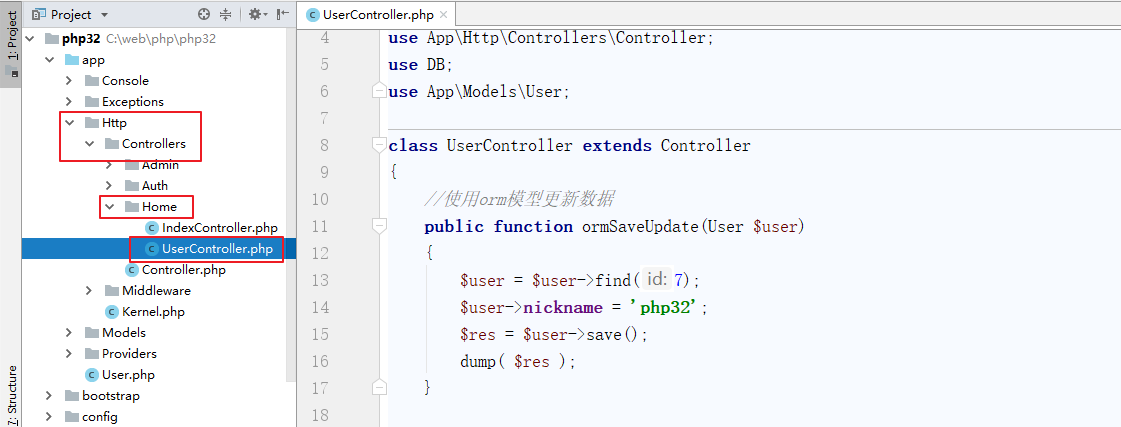 1: Project
7: Structure
Project
php32 C:\web\php\php32
app
Console
Exceptions
Http
Controllers
Admin
Auth
Home
IndexController.php
UserController.php
Controller.php
Middleware
Kernel.php
Models
Providers
User.php
bootstrap
config
UserController.php
4 use App\Http\Controllers\Controller;
5 use DB;
6 use App\Models\User;
7
8 class UserController extends Controller
9 {
10 //使用orm模型更新数据
11 public function ormSaveUpdate(User $user)
12 {
13 $user = $user->find( id: 7);
14 $user->nickname = 'php32';
15 $res = $user->save();
16 dump( $res );
17 }
18